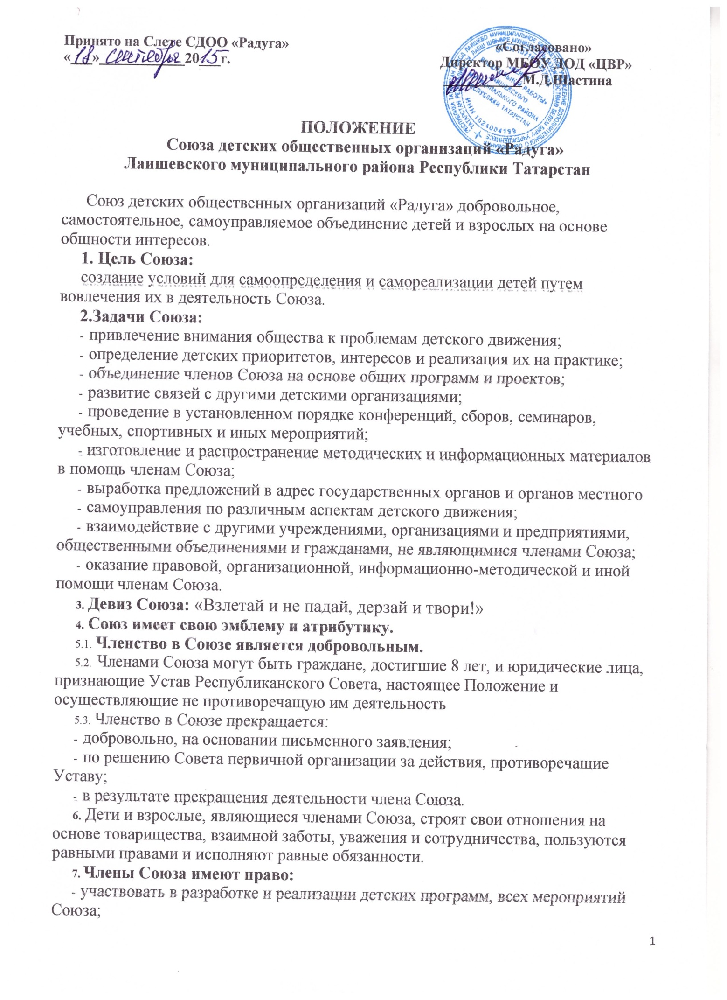 Принято на Слете СДОО «Радуга»
«18» сентября 2015 г.
«Согласовано»
Директор МБОУ ДОД «ЦВР»
М.Д.Шастина
ПОЛОЖЕНИЕ
Союза детских общественных организаций «Радуга»
Лаишевского муниципального района Республики Татарстан
Союз детских общественных организаций «Радуга» добровольное,
самостоятельное, самоуправляемое объединение детей и взрослых на основе
общности интересов.
1. Цель Союза:
создание условий для самоопределения и самореализации детей путем
вовлечения их в деятельность Союза.
2.Задачи Союза:
- привлечение внимания общества к проблемам детского движения;
- определение детских приоритетов, интересов и реализация их на практике;
- объединение членов Союза на основе общих программ и проектов;
- развитие связей с другими детскими организациями;
- проведение в установленном порядке конференций, сборов, семинаров,
учебных, спортивных и иных мероприятий;
- изготовление и распространение методических и информационных материалов
в помощь членам Союза;
- выработка предложений в адрес государственных органов и органов местного
- самоуправления по различным аспектам детского движения;
- взаимодействие с другими учреждениями, организациями и предприятиями,
общественными объединениями и гражданами, не являющимися членами Союза;
- оказание правовой, организационной, информационно-методической и иной
помощи членам Союза.
3. Девиз Союза: «Взлетай и не падай, дерзай и твори!»
4. Союз имеет свою эмблему и атрибутику.
5.1. Членство в Союзе является добровольным.
5.2. Членами Союза могут быть граждане, достигшие 8 лет, и юридические лица,
признающие Устав Республиканского Совета, настоящее Положение и
осуществляющие не противоречащую им деятельность
5.3. Членство в Союзе прекращается:
- добровольно, на основании письменного заявления;
- по решению Совета первичной организации за действия, противоречащие
Уставу;
- в результате прекращения деятельности члена Союза.
6. Дети и взрослые, являющиеся членами Союза, строят свои отношения на
основе товарищества, взаимной заботы, уважения и сотрудничества, пользуются
равными правами и исполняют равные обязанности.
7. Члены Союза имеют право:
- участвовать в разработке и реализации детских программ, всех мероприятий
Союза;
1
РАБОТЫ»
ЛАИШЕВСКОГО
МУНИЦИПАЛЬНОГО РАЙОНА
РЕСПУБЛИКИ ТАТАРСТАН
ИНН 1624004199